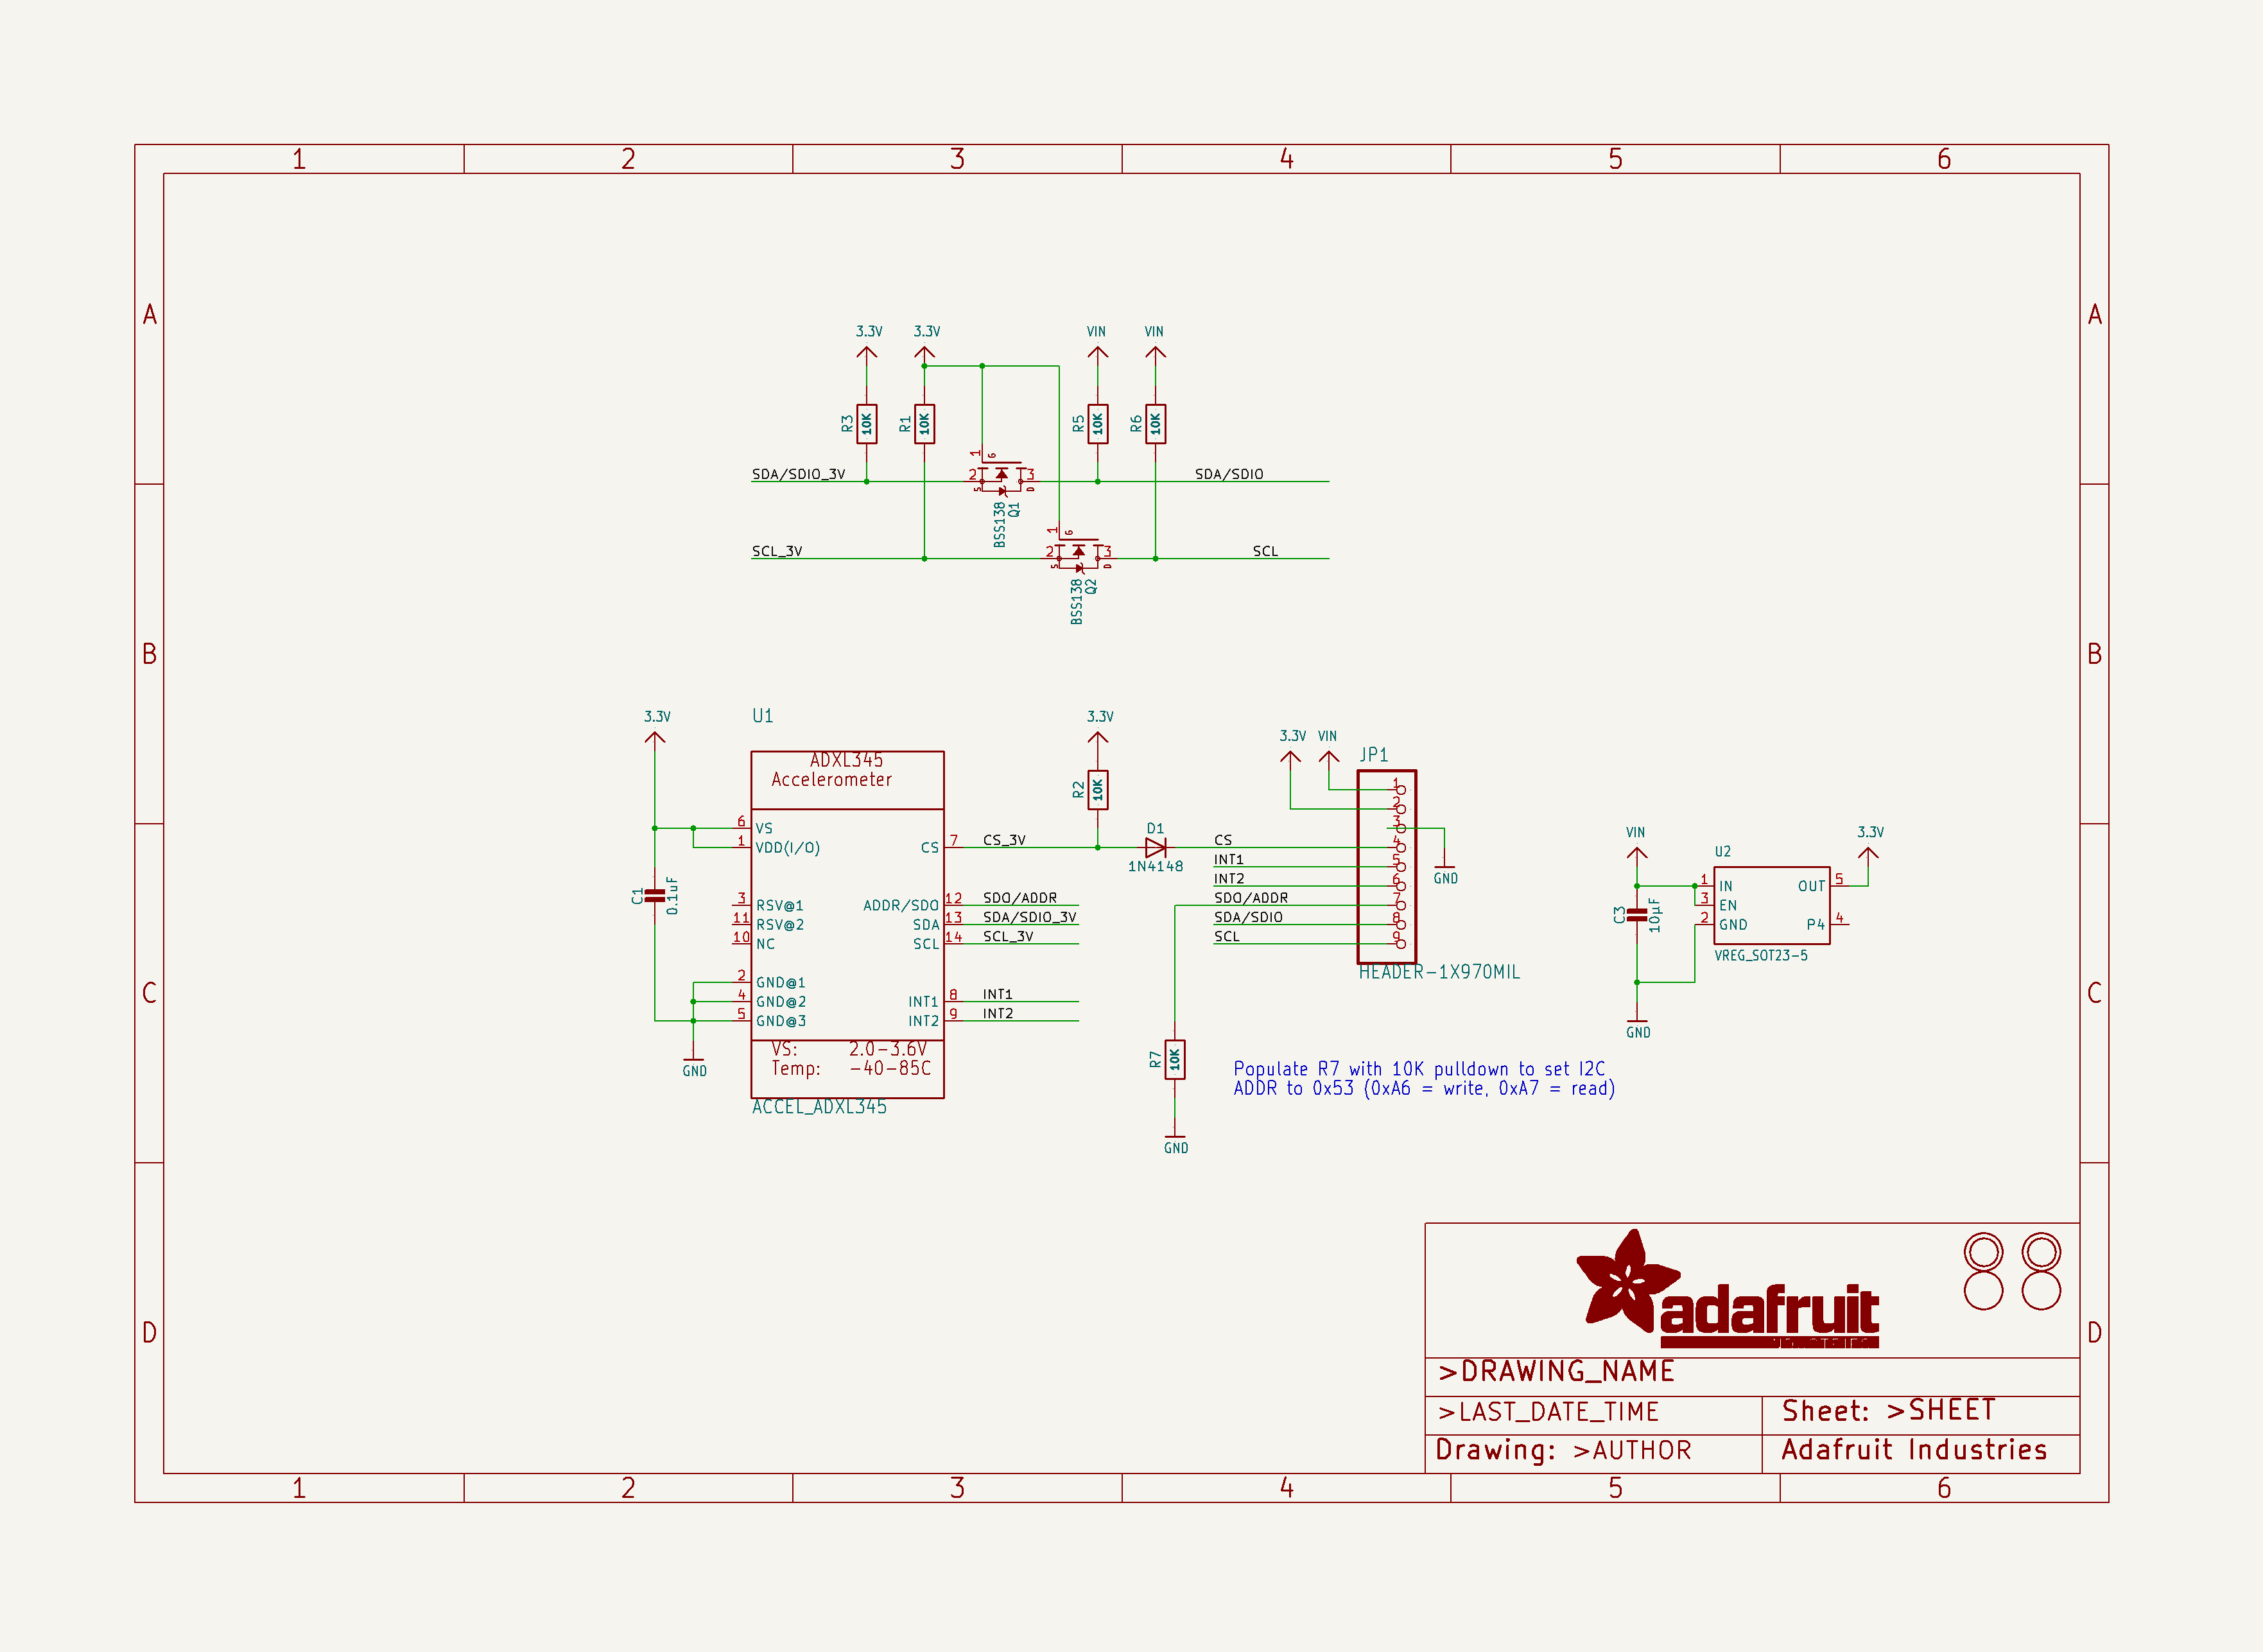 1 2 3 4 5 6
A A
3.3V 3.3V VIN VIN
R3 10K R1 10K R5 10K R6 10K
1 G
SDA/SDIO_3V 2 3 SDA/SDIO
S D
BSS138
Q1
1 G
SCL_3V 2 3 SCL
S D
BSS138
Q2
B B
3.3V U1 3.3V
3.3V VIN JP1
ADXL345
Accelerometer
R2 10K
1
2
3
4
5
6
7
8
9
6 VS
1 VDD(I/O)
CS 7 CS_3V
D1
1N4148
CS
INT1
INT2
SDO/ADDR
SDA/SDIO
SCL
GND
HEADER-1X970MIL
C1 0.1uF
3 RSV@1
11 RSV@2
10 NC
ADDR/SDO 12 SDO/ADDR
SDA 13 SDA/SDIO_3V
SCL 14 SCL_3V
2 GND@1
4 GND@2
5 GND@3
INT1 8 INT1
INT2 9 INT2
GND
VS: 2.0-3.6V
Temp: -40-85C
ACCEL_ADXL345
VIN U2 3.3V
1 IN OUT 5
3 EN
2 GND P4 4
C3 10µF
VREG_SOT23-5
GND
C C
R7 10K
GND
Populate R7 with 10K pulldown to set I2C
ADDR to 0x53 (0xA6 = write, 0xA7 = read)
D D
adafruit
>DRAWING_NAME
>LAST_DATE_TIME Sheet: >SHEET
Drawing: >AUTHOR Adafruit Industries
1 2 3 4 5 6